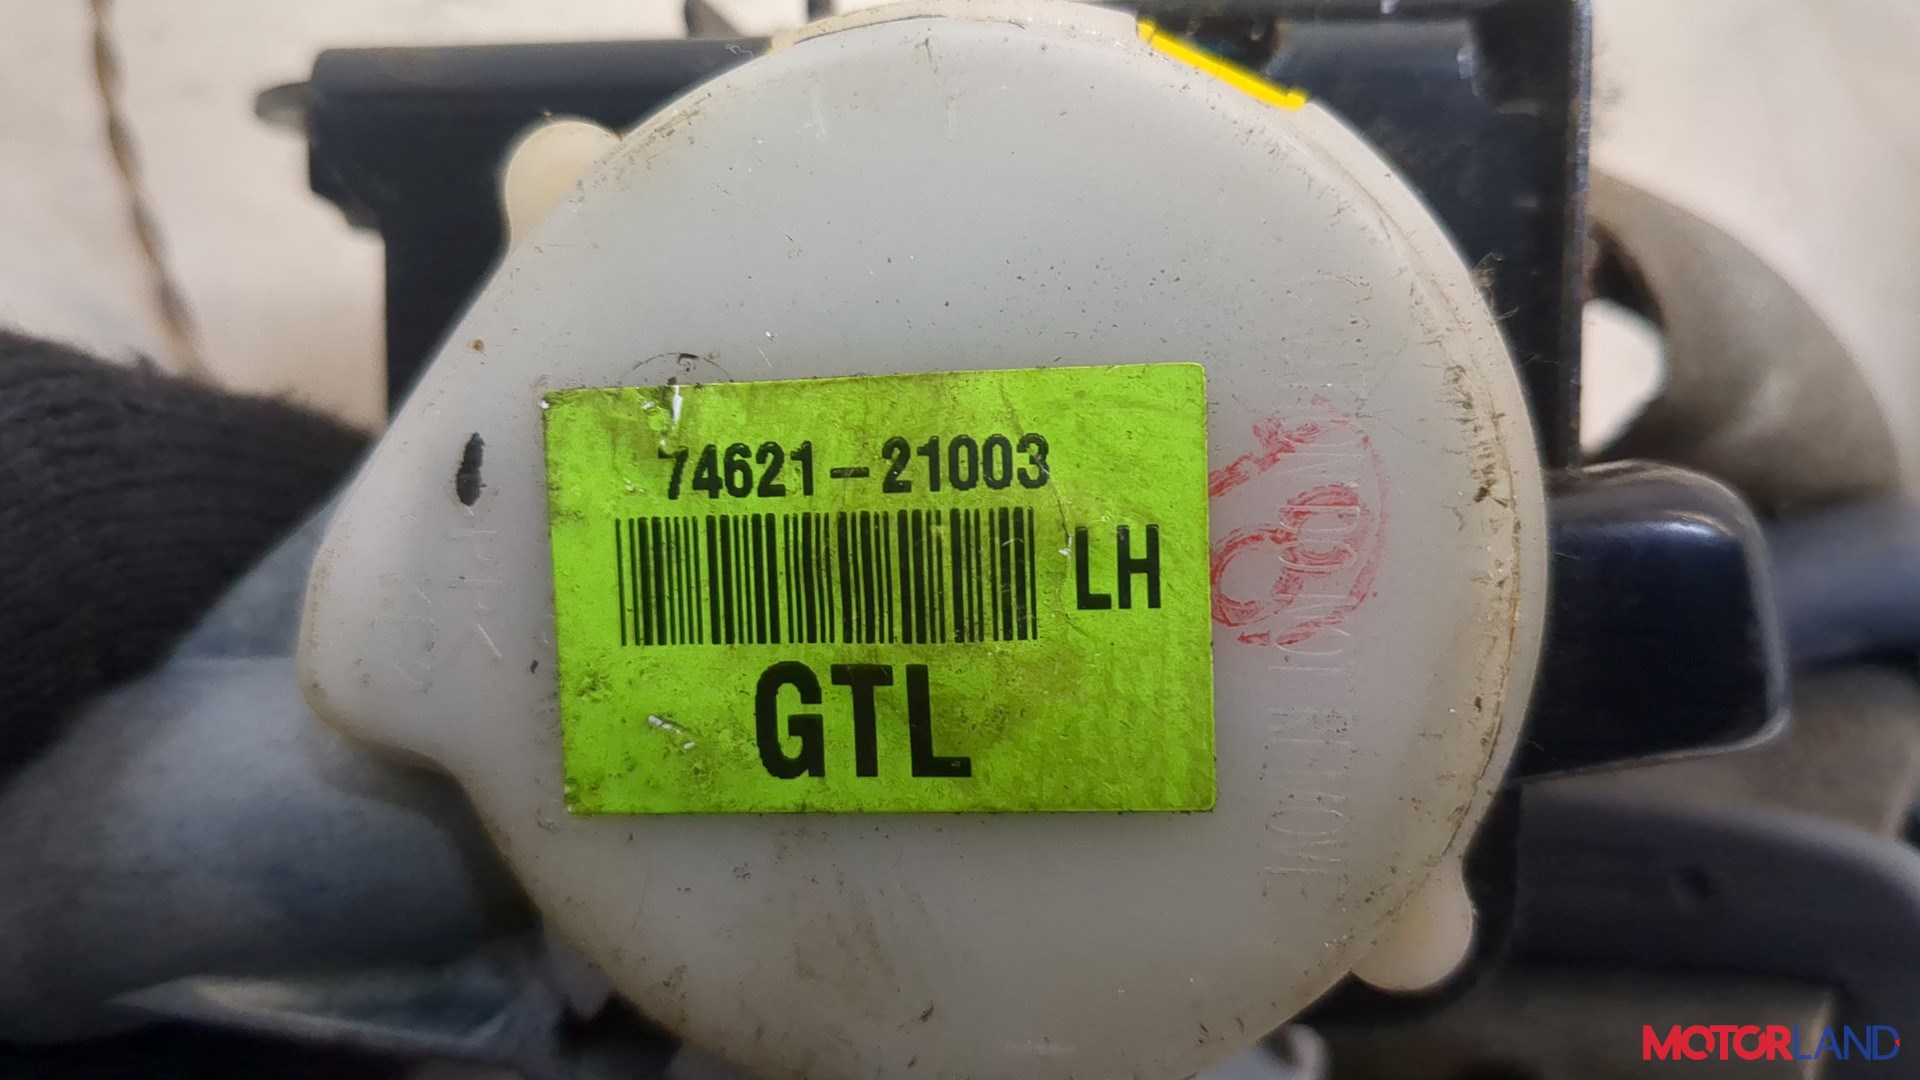 74621-21003
LH
GTL
MOTORLAND